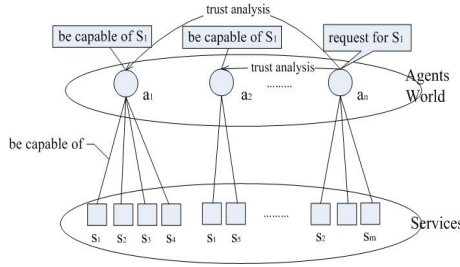 trust analysis
be capable of S1
be capable of S1
request for S1
trust analysis
Agents
World
a1
a2
.........
an
be capable of
.........
Services
S1 S2 S3 S4 S1 S5 S2 Sm